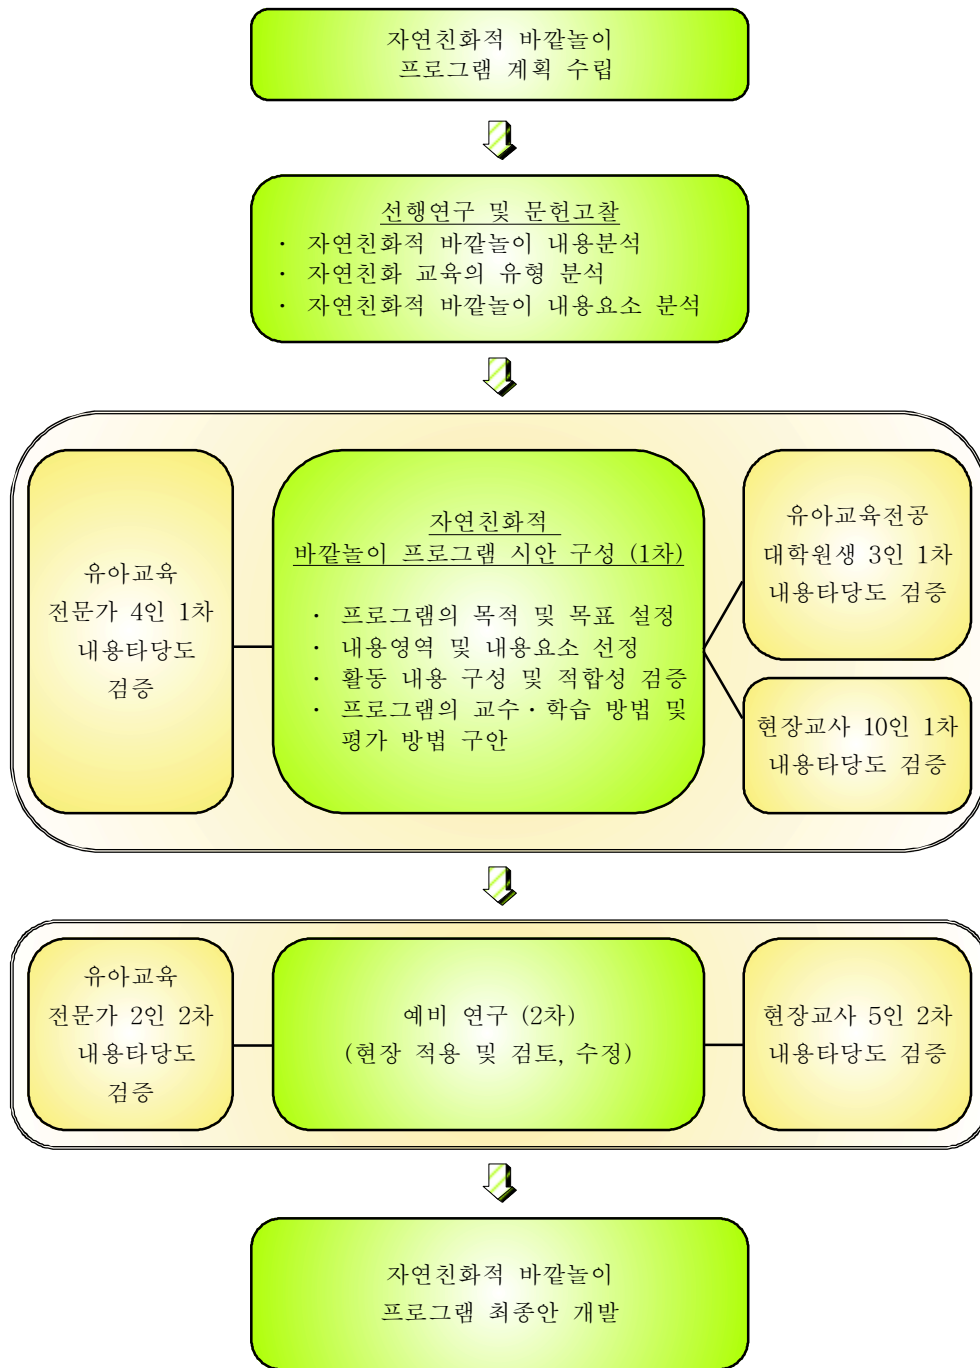 자연친화적 바깥놀이
프로그램 계획 수립
선행연구 및 문헌고찰
· 자연친화적 바깥놀이 내용분석
· 자연친화 교육의 유형 분석
· 자연친화적 바깥놀이 내용요소 분석
유아교육
전문가 4인 1차
내용타당도
검증
자연친화적
바깥놀이 프로그램 시안 구성 (1차)
· 프로그램의 목적 및 목표 설정
· 내용영역 및 내용요소 선정
· 활동 내용 구성 및 적합성 검증
· 프로그램의 교수·학습 방법 및
평가 방법 구안
유아교육전공
대학원생 3인 1차
내용타당도 검증
현장교사 10인 1차
내용타당도 검증
유아교육
전문가 2인 2차
내용타당도
검증
예비 연구 (2차)
(현장 적용 및 검토, 수정)
현장교사 5인 2차
내용타당도 검증
자연친화적 바깥놀이
프로그램 최종안 개발